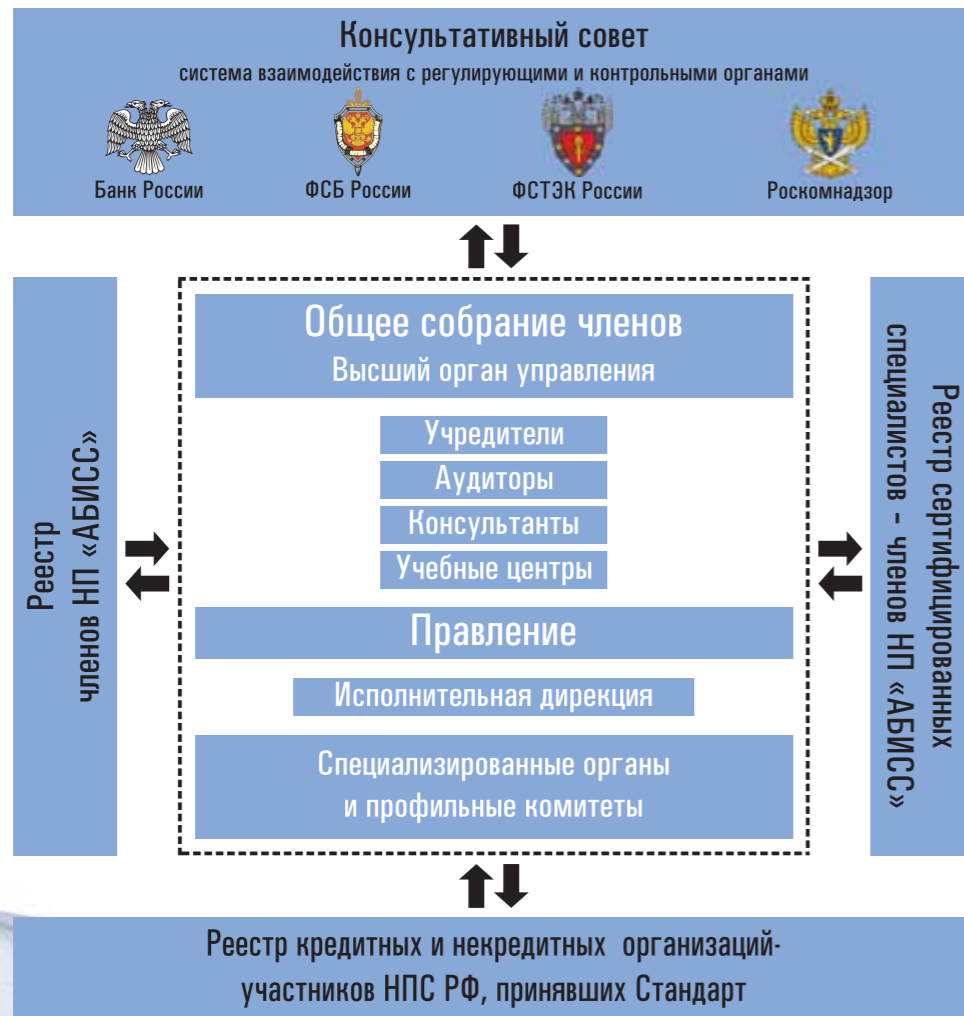 Консультативный совет
система взаимодействия с регулирующими и контрольными органами
Банк России
ФСБ России
ФСТЭК России
Роскомнадзор
Реестр
членов НП «АБИСС»
Общее собрание членов
Высший орган управления
Учредители
Аудиторы
Консультанты
Учебные центры
Правление
Исполнительная дирекция
Специализированные органы
и профильные комитеты
Реестр сертифицированных
специалистов - членов НП «АБИСС»
Реестр кредитных и некредитных организаций-
участников НПС РФ, принявших Стандарт